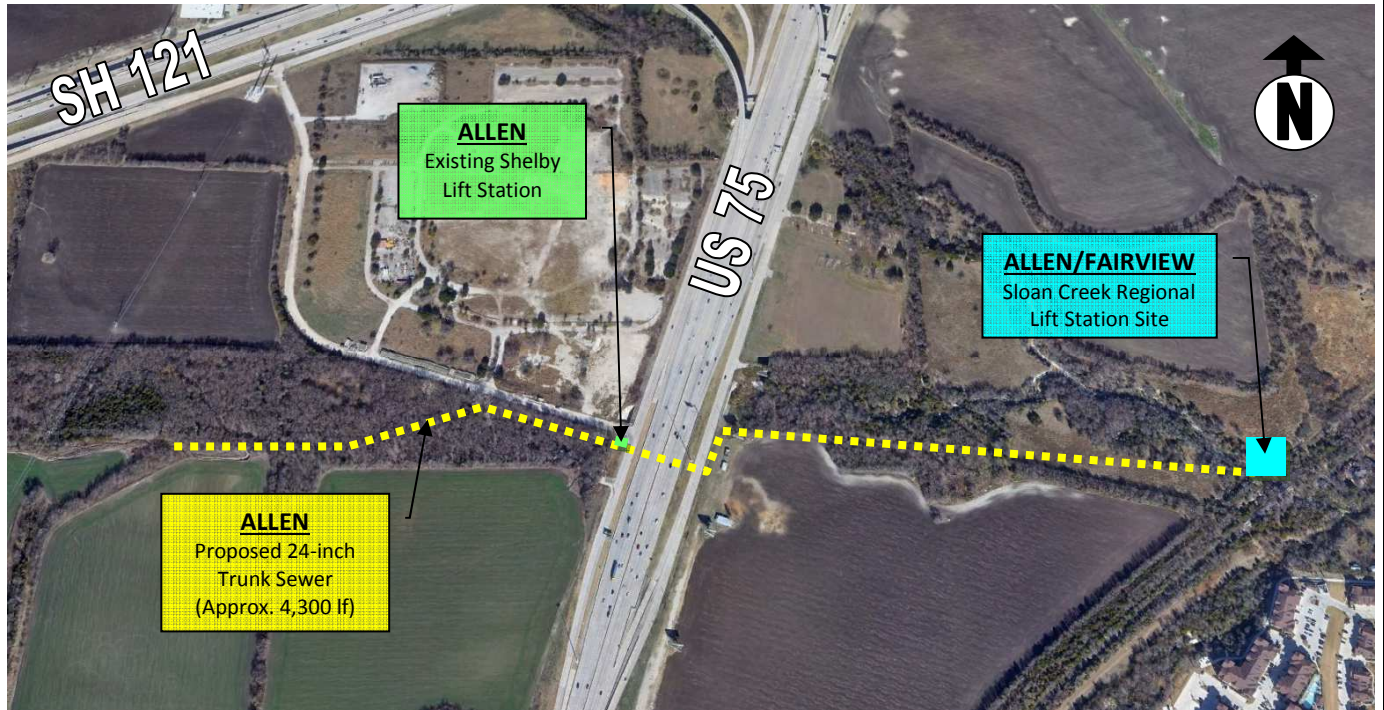 SH 121
N
ALLEN
Existing Shelby
Lift Station
US 75
ALLEN/FAIRVIEW
Sloan Creek Regional
Lift Station Site
ALLEN
Proposed 24-inch
Trunk Sewer
(Approx. 4,300 lf)